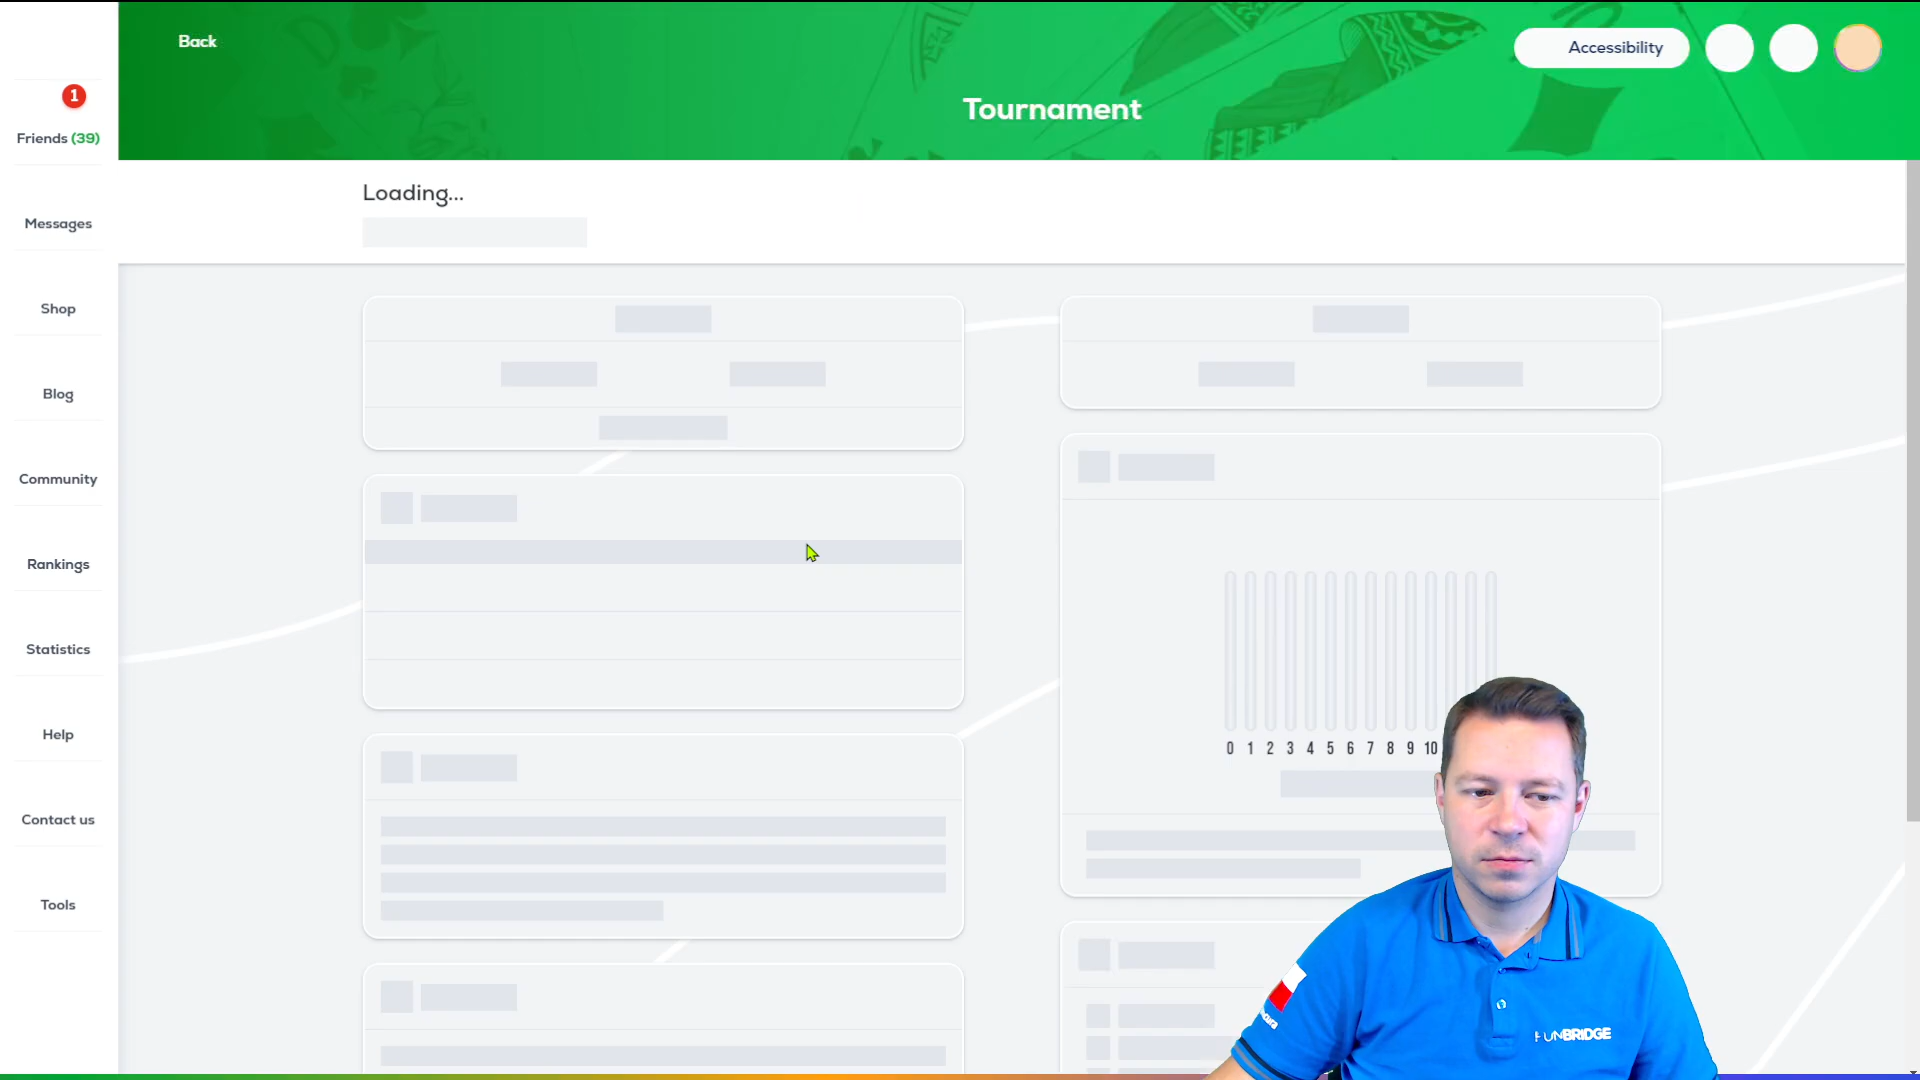 Back
Accessibility
Tournament
1
Friends (39)
Messages
Shop
Blog
Community
Rankings
Statistics
Help
Contact us
Tools
Loading...
0 1 2 3 4 5 6 7 8 9 10
FUNBRIDGE